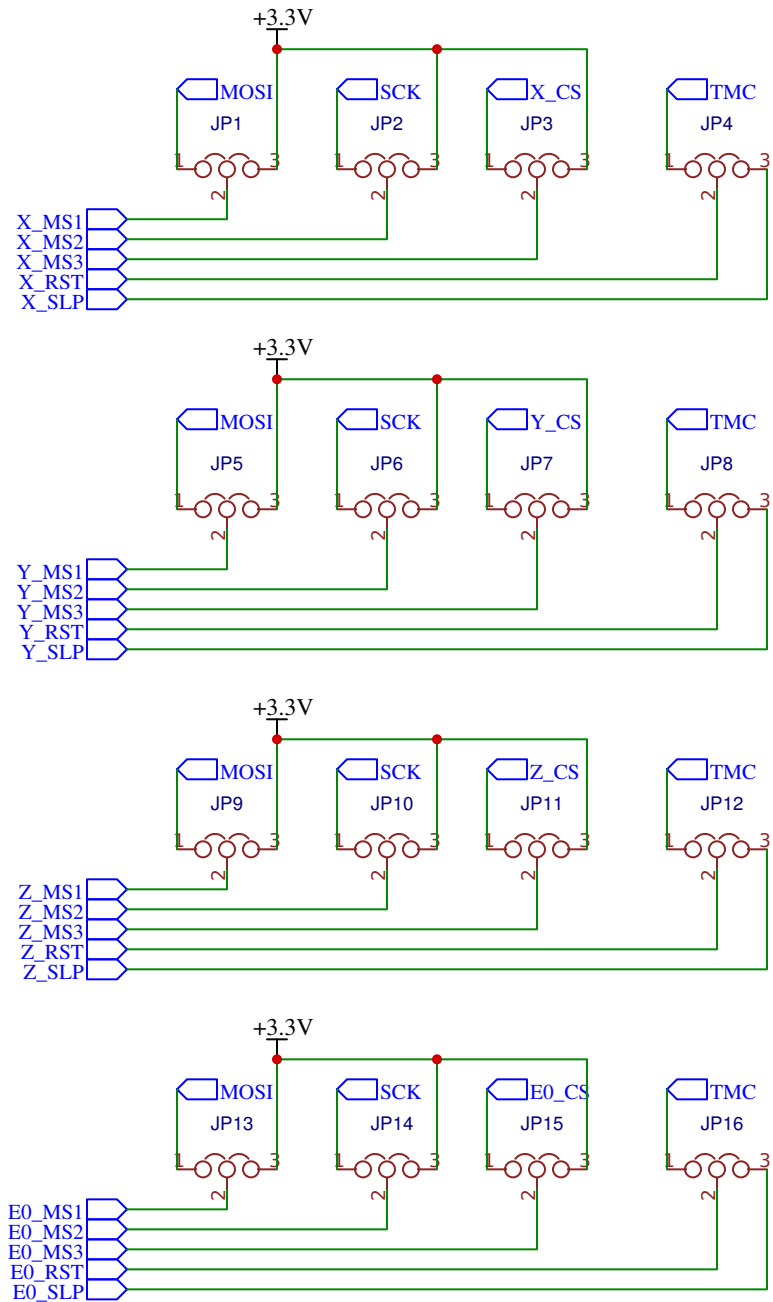 +3.3V
MOSI SCK X_CS TMC
JP1 JP2 JP3 JP4
1 3 1 3 1 3 1 3
2 2 2 2
X_MS1
X_MS2
X_MS3
X_RST
X_SLP
+3.3V
MOSI SCK Y_CS TMC
JP5 JP6 JP7 JP8
1 3 1 3 1 3 1 3
2 2 2 2
Y_MS1
Y_MS2
Y_MS3
Y_RST
Y_SLP
+3.3V
MOSI SCK Z_CS TMC
JP9 JP10 JP11 JP12
1 3 1 3 1 3 1 3
2 2 2 2
Z_MS1
Z_MS2
Z_MS3
Z_RST
Z_SLP
+3.3V
MOSI SCK E0_CS TMC
JP13 JP14 JP15 JP16
1 3 1 3 1 3 1 3
2 2 2 2
E0_MS1
E0_MS2
E0_MS3
E0_RST
E0_SLP